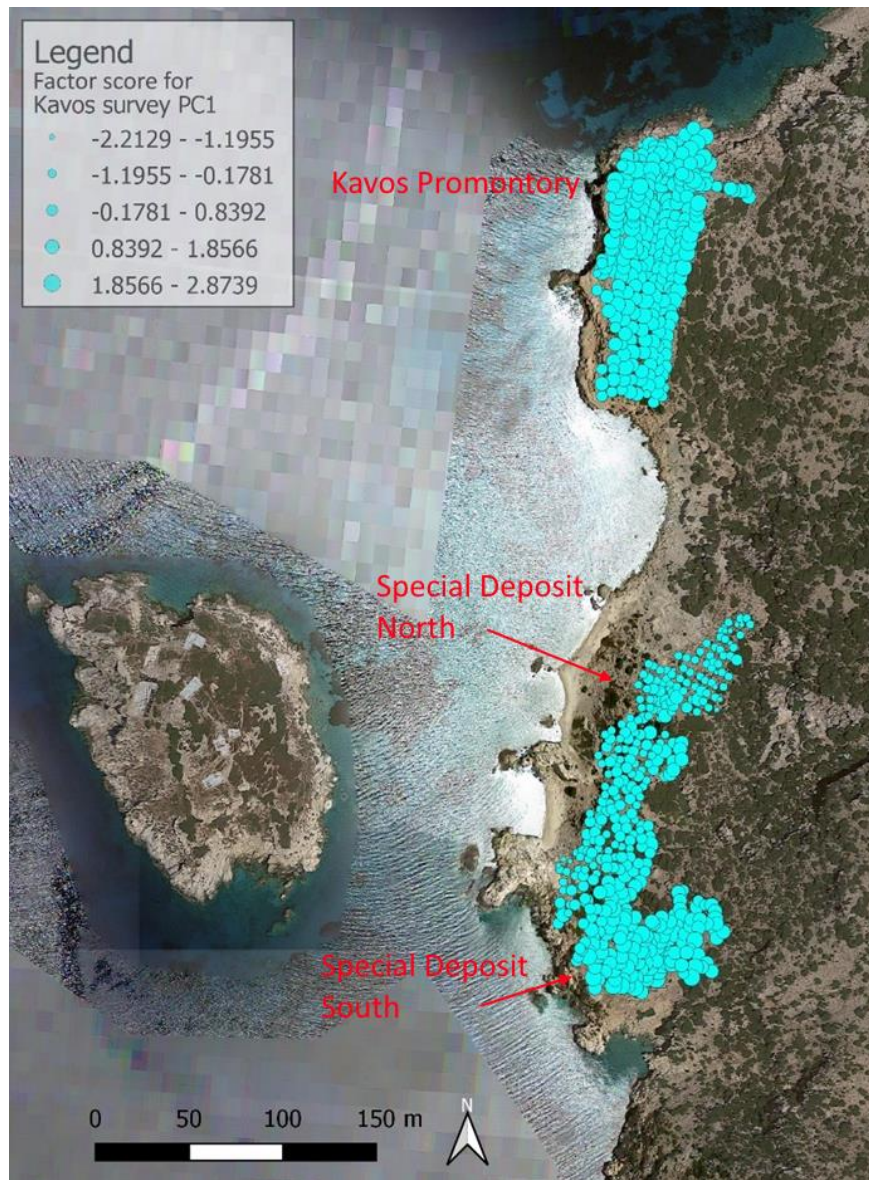 Legend
Factor score for
Kavos survey PC1
-2.2129 - -1.1955
-1.1955 - -0.1781
-0.1781 - 0.8392
0.8392 - 1.8566
1.8566 - 2.8739
Kavos Promontory
Special Deposit
North
Special Deposit
South
0 50 100 150 m
N